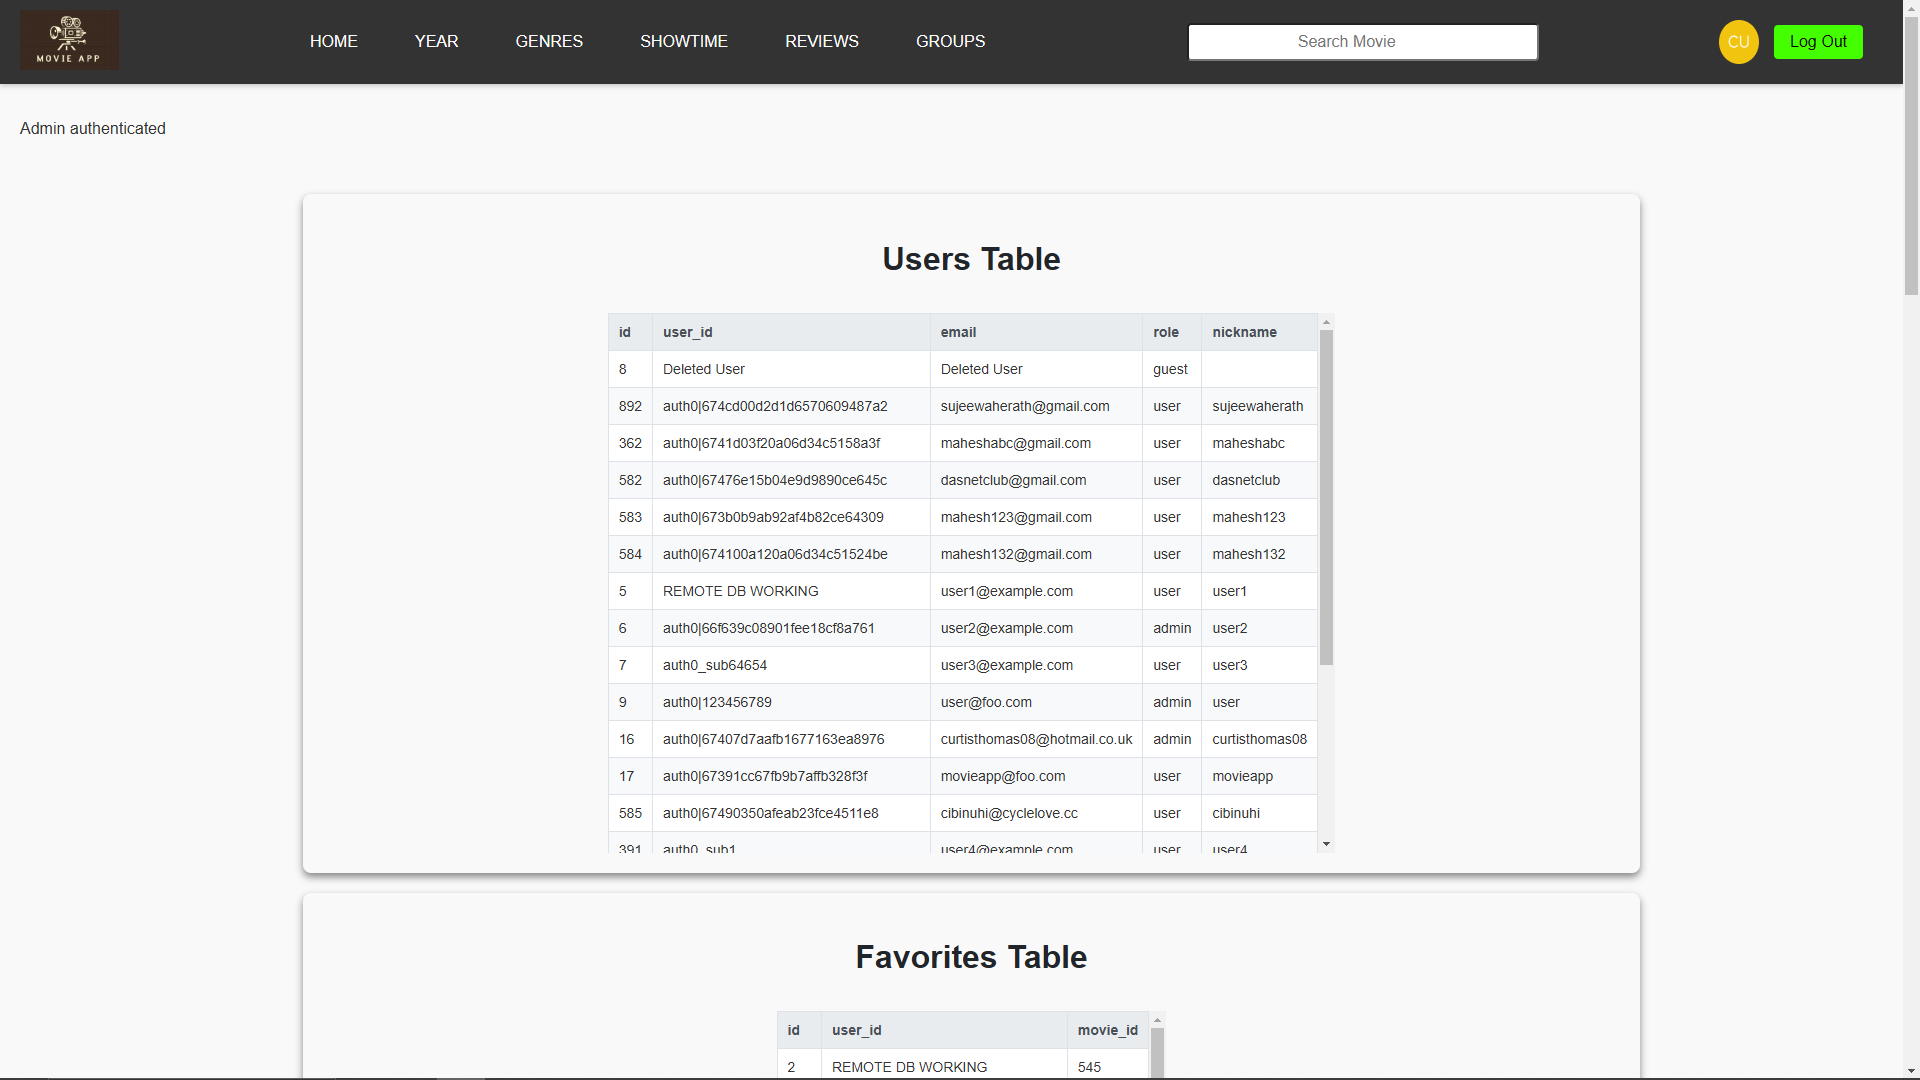 MOVIE APP
HOME YEAR GENRES SHOWTIME REVIEWS GROUPS Search Movie CU Log Out
Admin authenticated
Users Table
id user_id email role nickname
8 Deleted User Deleted User guest
892 auth0|674cd00d2d1d6570609487a2 sujeewaherath@gmail.com user sujeewaherath
362 auth0|6741d03f20a06d34c5158a3f maheshabc@gmail.com user maheshabc
582 auth0|67476e15b04e9d9890ce645c dasnetclub@gmail.com user dasnetclub
583 auth0|673b0b9ab92af4b82ce64309 mahesh123@gmail.com user mahesh123
584 auth0|674100a120a06d34c51524be mahesh132@gmail.com user mahesh132
5 REMOTE DB WORKING user1@example.com user user1
6 auth0|66f639c08901fee18cf8a761 user2@example.com admin user2
7 auth0_sub64654 user3@example.com user user3
9 auth0|123456789 user@foo.com admin user
16 auth0|67407d7aafb1677163ea8976 curtisthomas08@hotmail.co.uk admin curtisthomas08
17 auth0|67391cc67fb9b7affb328f3f movieapp@foo.com user movieapp
585 auth0|67490350afeab23fce4511e8 cibinuhi@cyclelove.cc user cibinuhi
391 auth0_sub1 user4@example.com user user4
Favorites Table
id user_id movie_id
2 REMOTE DB WORKING 545